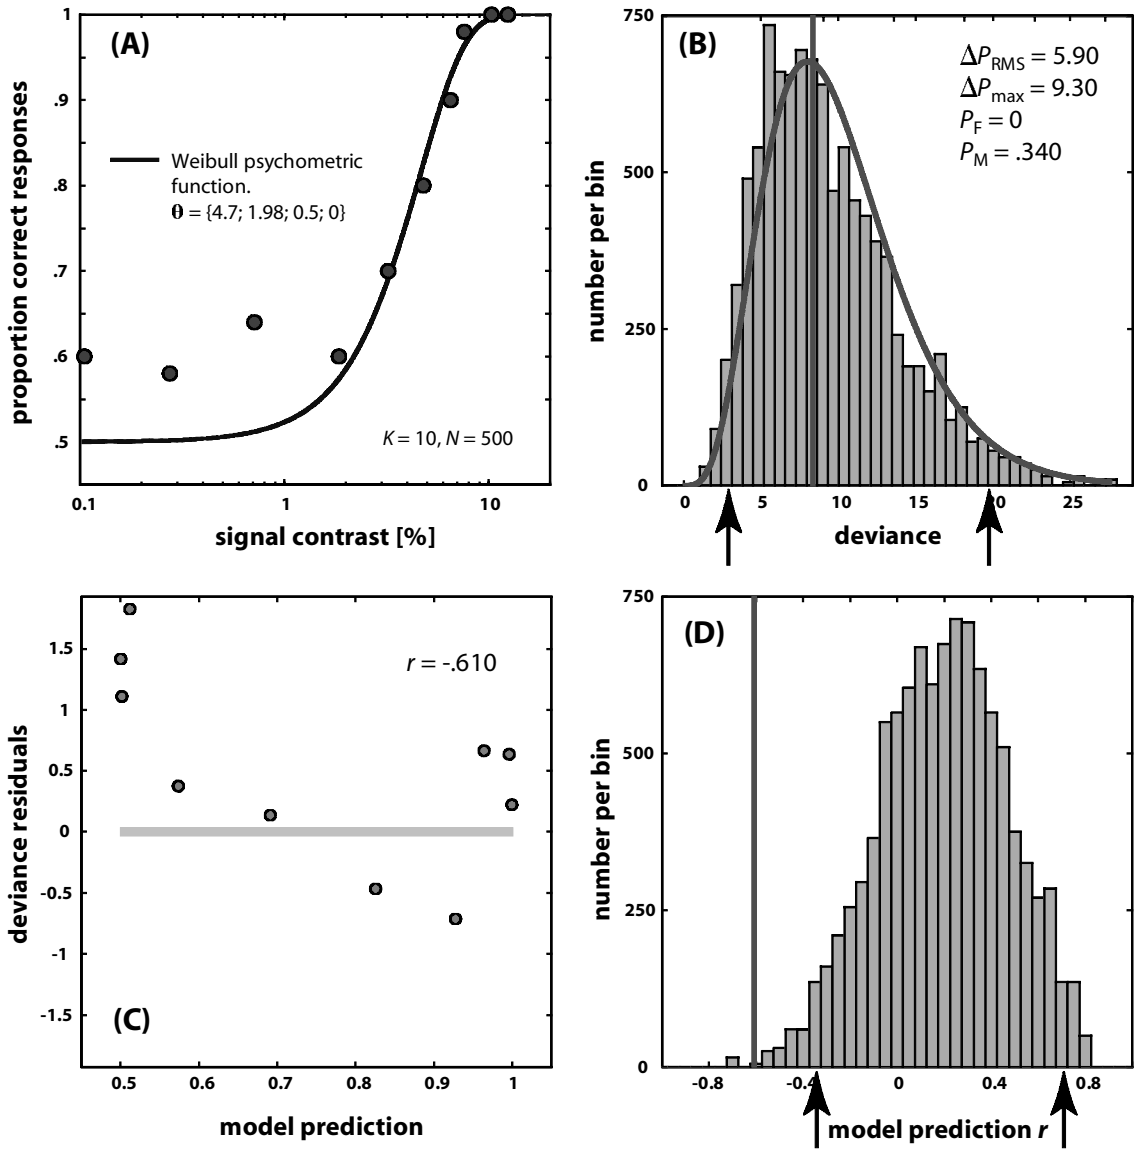 (A)
proportion correct responses
1
.9
.8
.7
.6
.5
Weibull psychometric
function.
θ = {4.7; 1.98; 0.5; 0}
K = 10, N = 500
0.1
1
10
signal contrast [%]
(B)
number per bin
750
500
250
0
ΔP_RMS = 5.90
ΔP_max = 9.30
P_F = 0
P_M = .340
0
5
10
15
20
25
deviance
(C)
deviance residuals
1.5
1
0.5
0
-0.5
-1
-1.5
r = -.610
0.5
0.6
0.7
0.8
0.9
1
model prediction
(D)
number per bin
750
500
250
0
-0.8
-0.4
0
0.4
0.8
model prediction r